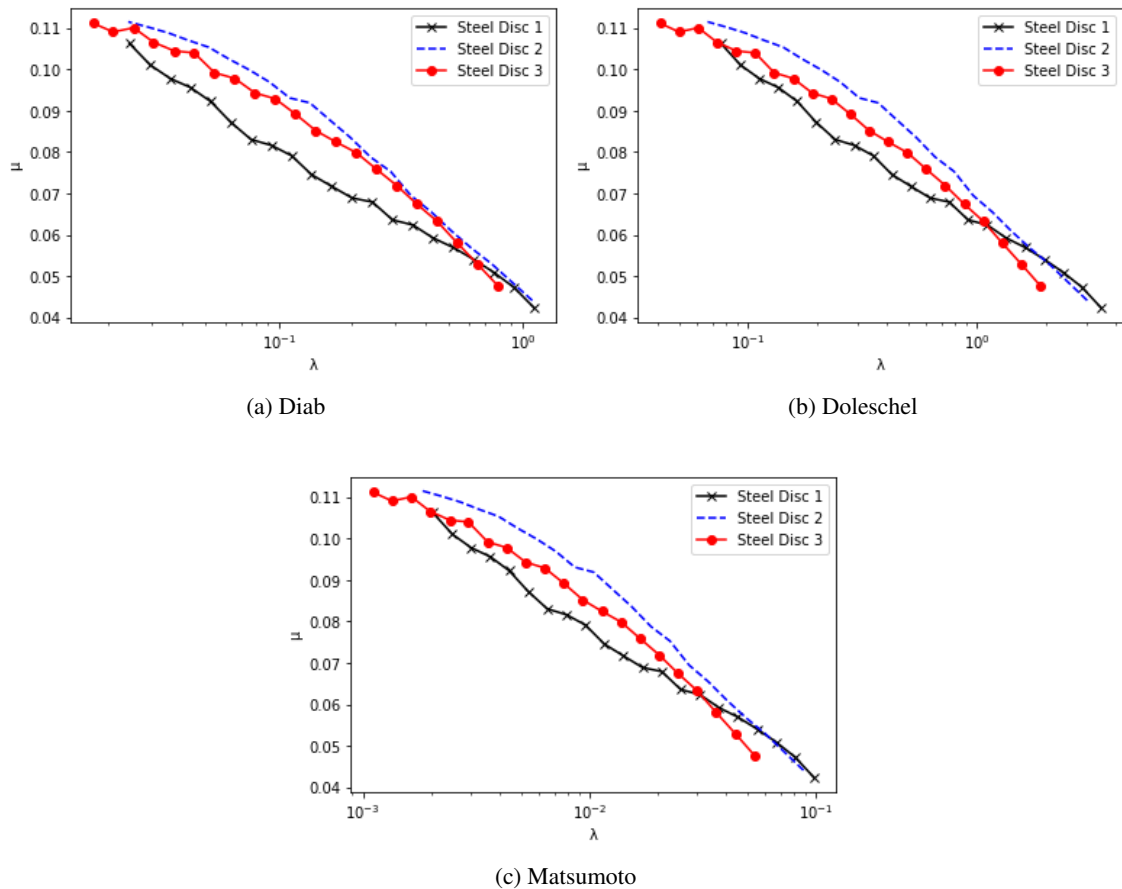 0.11
0.10
0.09
0.08
0.07
0.06
0.05
0.04
μ
10⁻¹
10⁰
λ
Steel Disc 1
Steel Disc 2
Steel Disc 3
(a) Diab
0.11
0.10
0.09
0.08
0.07
0.06
0.05
0.04
μ
10⁻¹
10⁰
λ
Steel Disc 1
Steel Disc 2
Steel Disc 3
(b) Doleschel
0.11
0.10
0.09
0.08
0.07
0.06
0.05
0.04
μ
10⁻³
10⁻²
10⁻¹
λ
Steel Disc 1
Steel Disc 2
Steel Disc 3
(c) Matsumoto